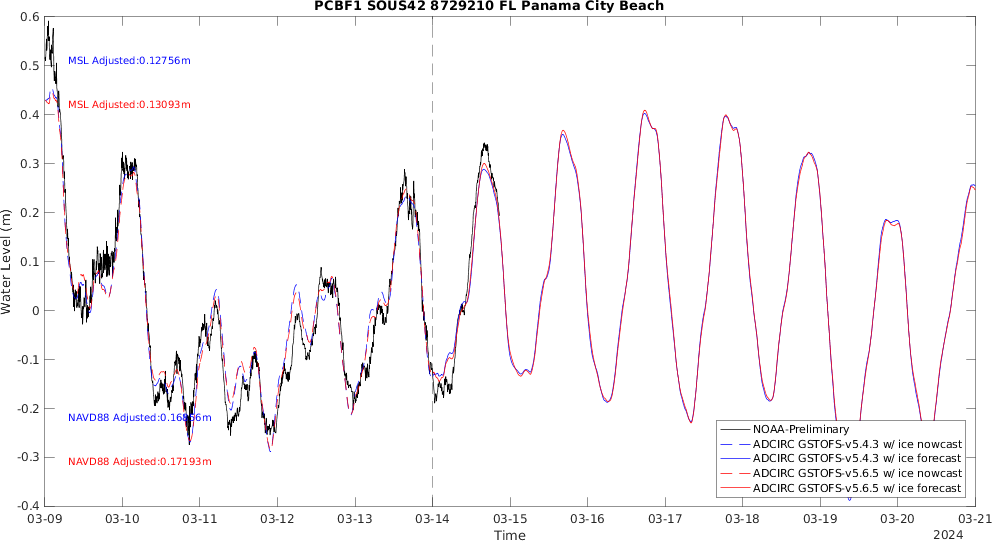 PCBF1 SOUS42 8729210 FL Panama City Beach
0.6
0.5
0.4
0.3
0.2
0.1
0
-0.1
-0.2
-0.3
-0.4
Water Level (m)
MSL Adjusted:0.12756m
MSL Adjusted:0.13093m
NAVD88 Adjusted:0.16856m
NAVD88 Adjusted:0.17193m
NOAA-Preliminary
ADCIRC GSTOFS-v5.4.3 w/ ice nowcast
ADCIRC GSTOFS-v5.4.3 w/ ice forecast
ADCIRC GSTOFS-v5.6.5 w/ ice nowcast
ADCIRC GSTOFS-v5.6.5 w/ ice forecast
03-09 03-10 03-11 03-12 03-13 03-14 03-15 03-16 03-17 03-18 03-19 03-20 03-21
Time
2024